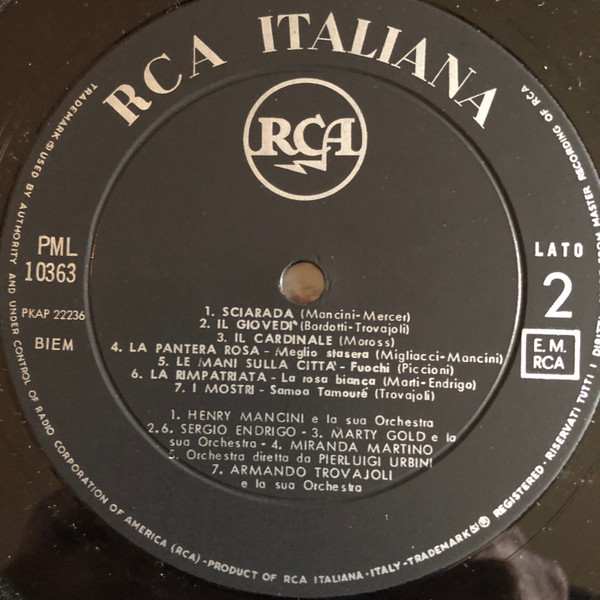 RCA ITALIANA
RCA
PML
10363
PKAP 22236
BIEM
LATO
2
E.M.
RCA
1. SCIARADA (Mancini-Mercer)
2. IL GIOVEDI' (Bardotti-Trovajoli)
3. IL CARDINALE (Moross)
4. LA PANTERA ROSA - Meglio stasera (Migliacci-Mancini)
5. LE MANI SULLA CITTA' - Fuochi (Piccioni)
6. LA RIMPATRIATA - La rosa bianca (Marti-Endrigo)
7. I MOSTRI - Samoa Tamouré (Trovajoli)
1. HENRY MANCINI e la sua Orchestra
2.6. SERGIO ENDRIGO - 3. MARTY GOLD e la
sua Orchestra - 4. MIRANDA MARTINO
5. Orchestra diretta da PIERLUIGI URBINI
7. ARMANDO TROVAJOLI
e la sua Orchestra
TRADEMARK(S) USED BY AUTHORITY AND UNDER CONTROL OF RADIO CORPORATION OF AMERICA (RCA) - PRODUCT OF RCA ITALIANA - ITALY - TRADEMARK(S) ® REGISTERED - RISERVATI TUTTI I DIRITTI FROM MASTER RECORDING OF RCA